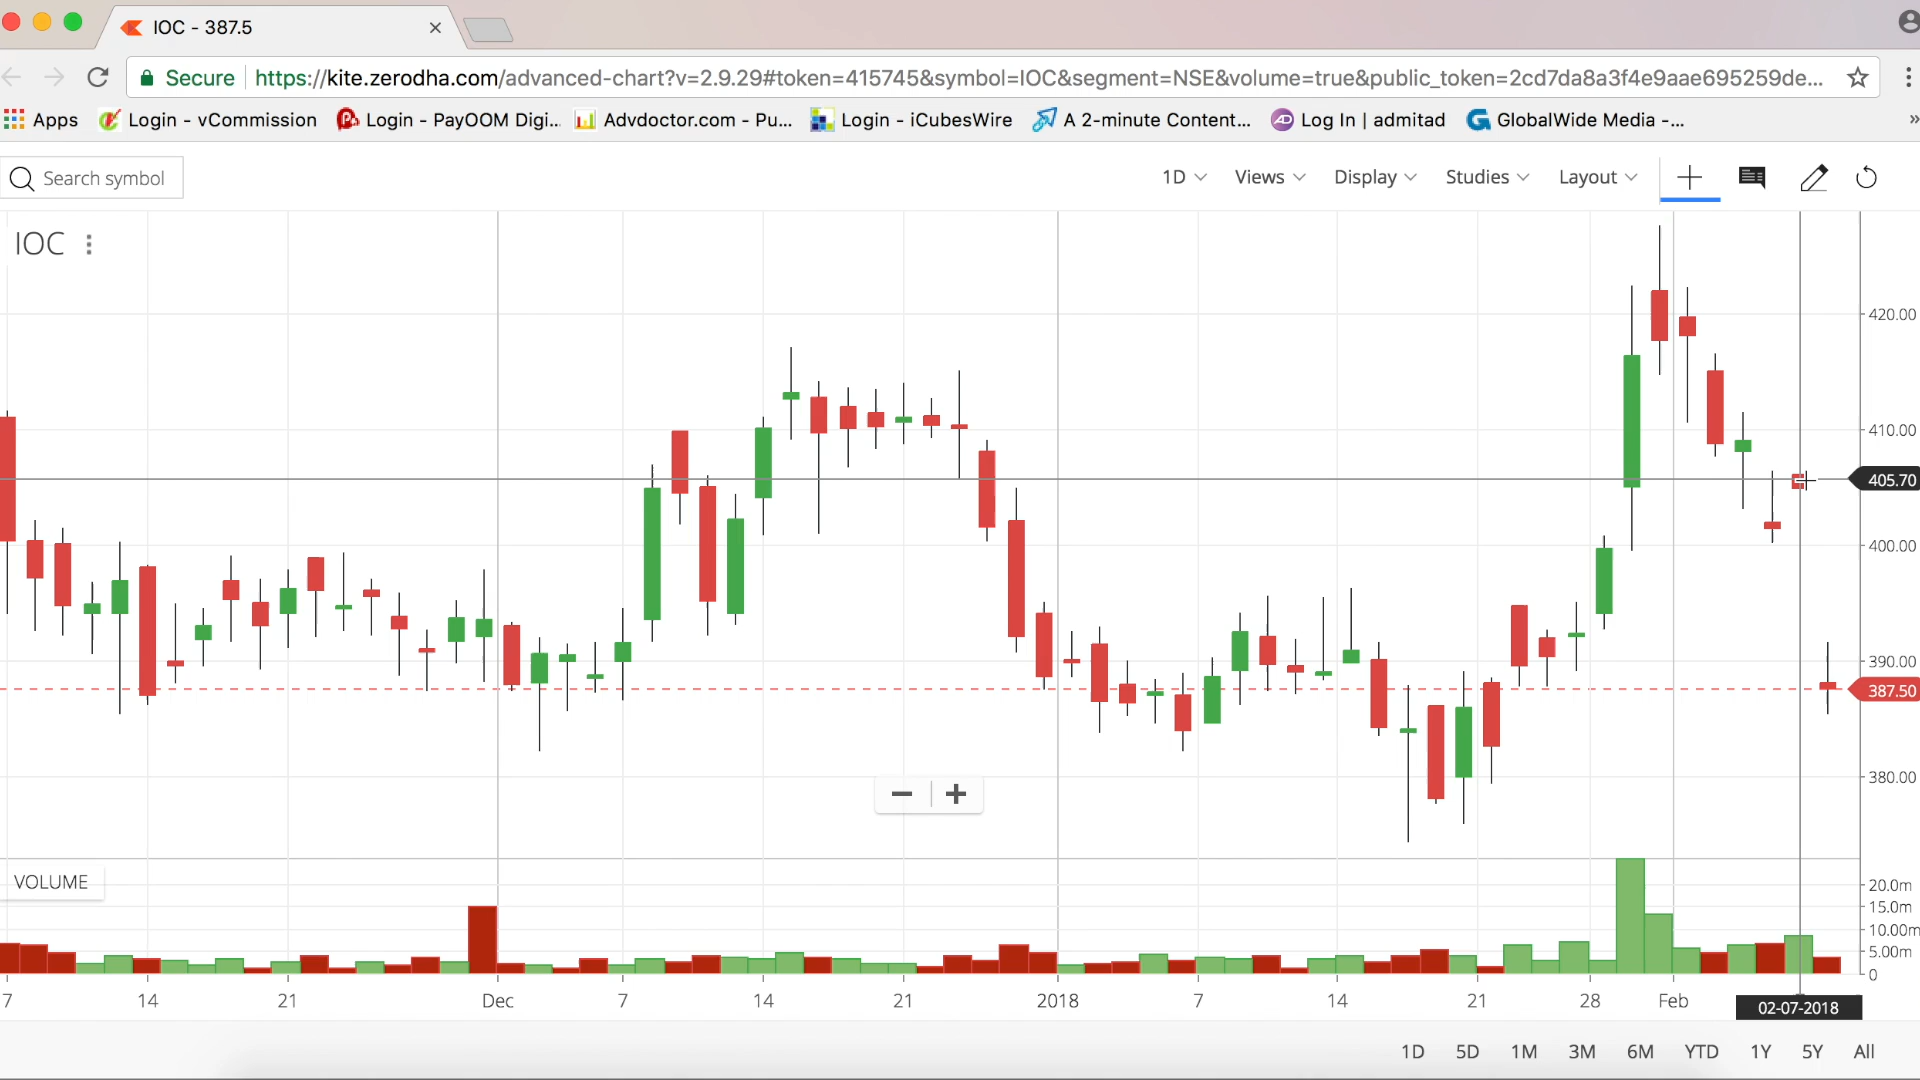 IOC - 387.5
Secure https://kite.zerodha.com/advanced-chart?v=2.9.29#token=415745&symbol=IOC&segment=NSE&volume=true&public_token=2cd7da8a3f4e9aae695259de...
Apps Login - vCommission Login - PayOOM Digi... Advdoctor.com - Pu... Login - iCubesWire A 2-minute Content... Log In | admitad GlobalWide Media -... »
Search symbol 1D Views Display Studies Layout
IOC
420.00
410.00
405.70
400.00
390.00
387.50
380.00
VOLUME
20.0m
15.0m
10.00m
5.00m
0
7 14 21 Dec 7 14 21 2018 7 14 21 28 Feb
02-07-2018
1D 5D 1M 3M 6M YTD 1Y 5Y All